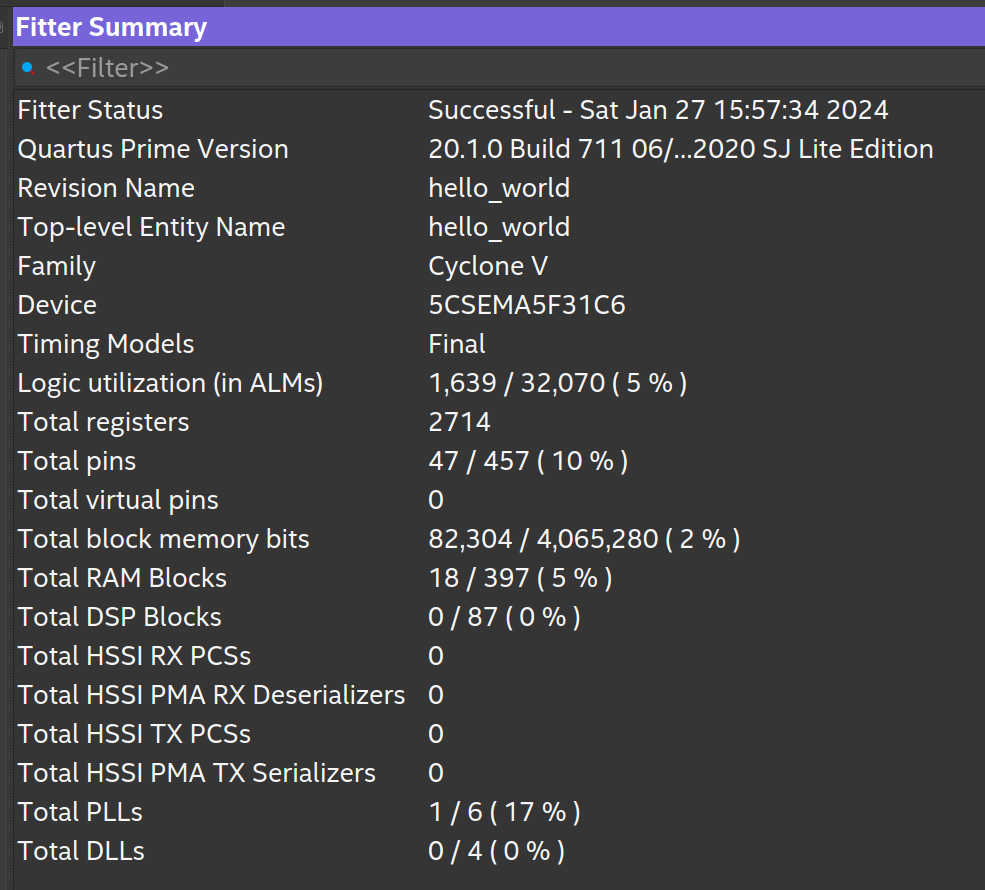 Fitter Summary
<<Filter>>
Fitter Status Successful - Sat Jan 27 15:57:34 2024
Quartus Prime Version 20.1.0 Build 711 06/...2020 SJ Lite Edition
Revision Name hello_world
Top-level Entity Name hello_world
Family Cyclone V
Device 5CSEMA5F31C6
Timing Models Final
Logic utilization (in ALMs) 1,639 / 32,070 ( 5 % )
Total registers 2714
Total pins 47 / 457 ( 10 % )
Total virtual pins 0
Total block memory bits 82,304 / 4,065,280 ( 2 % )
Total RAM Blocks 18 / 397 ( 5 % )
Total DSP Blocks 0 / 87 ( 0 % )
Total HSSI RX PCSs 0
Total HSSI PMA RX Deserializers 0
Total HSSI TX PCSs 0
Total HSSI PMA TX Serializers 0
Total PLLs 1 / 6 ( 17 % )
Total DLLs 0 / 4 ( 0 % )